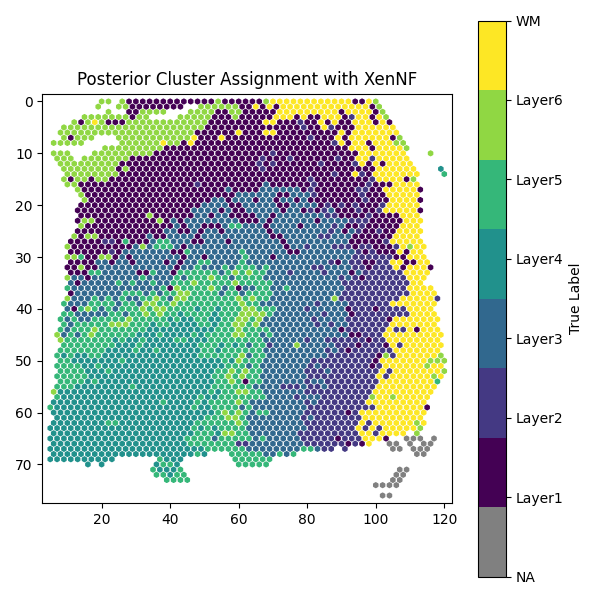 Posterior Cluster Assignment with XenNF
0
10
20
30
40
50
60
70
20 40 60 80 100 120
WM
Layer6
Layer5
Layer4
Layer3
Layer2
Layer1
NA
True Label